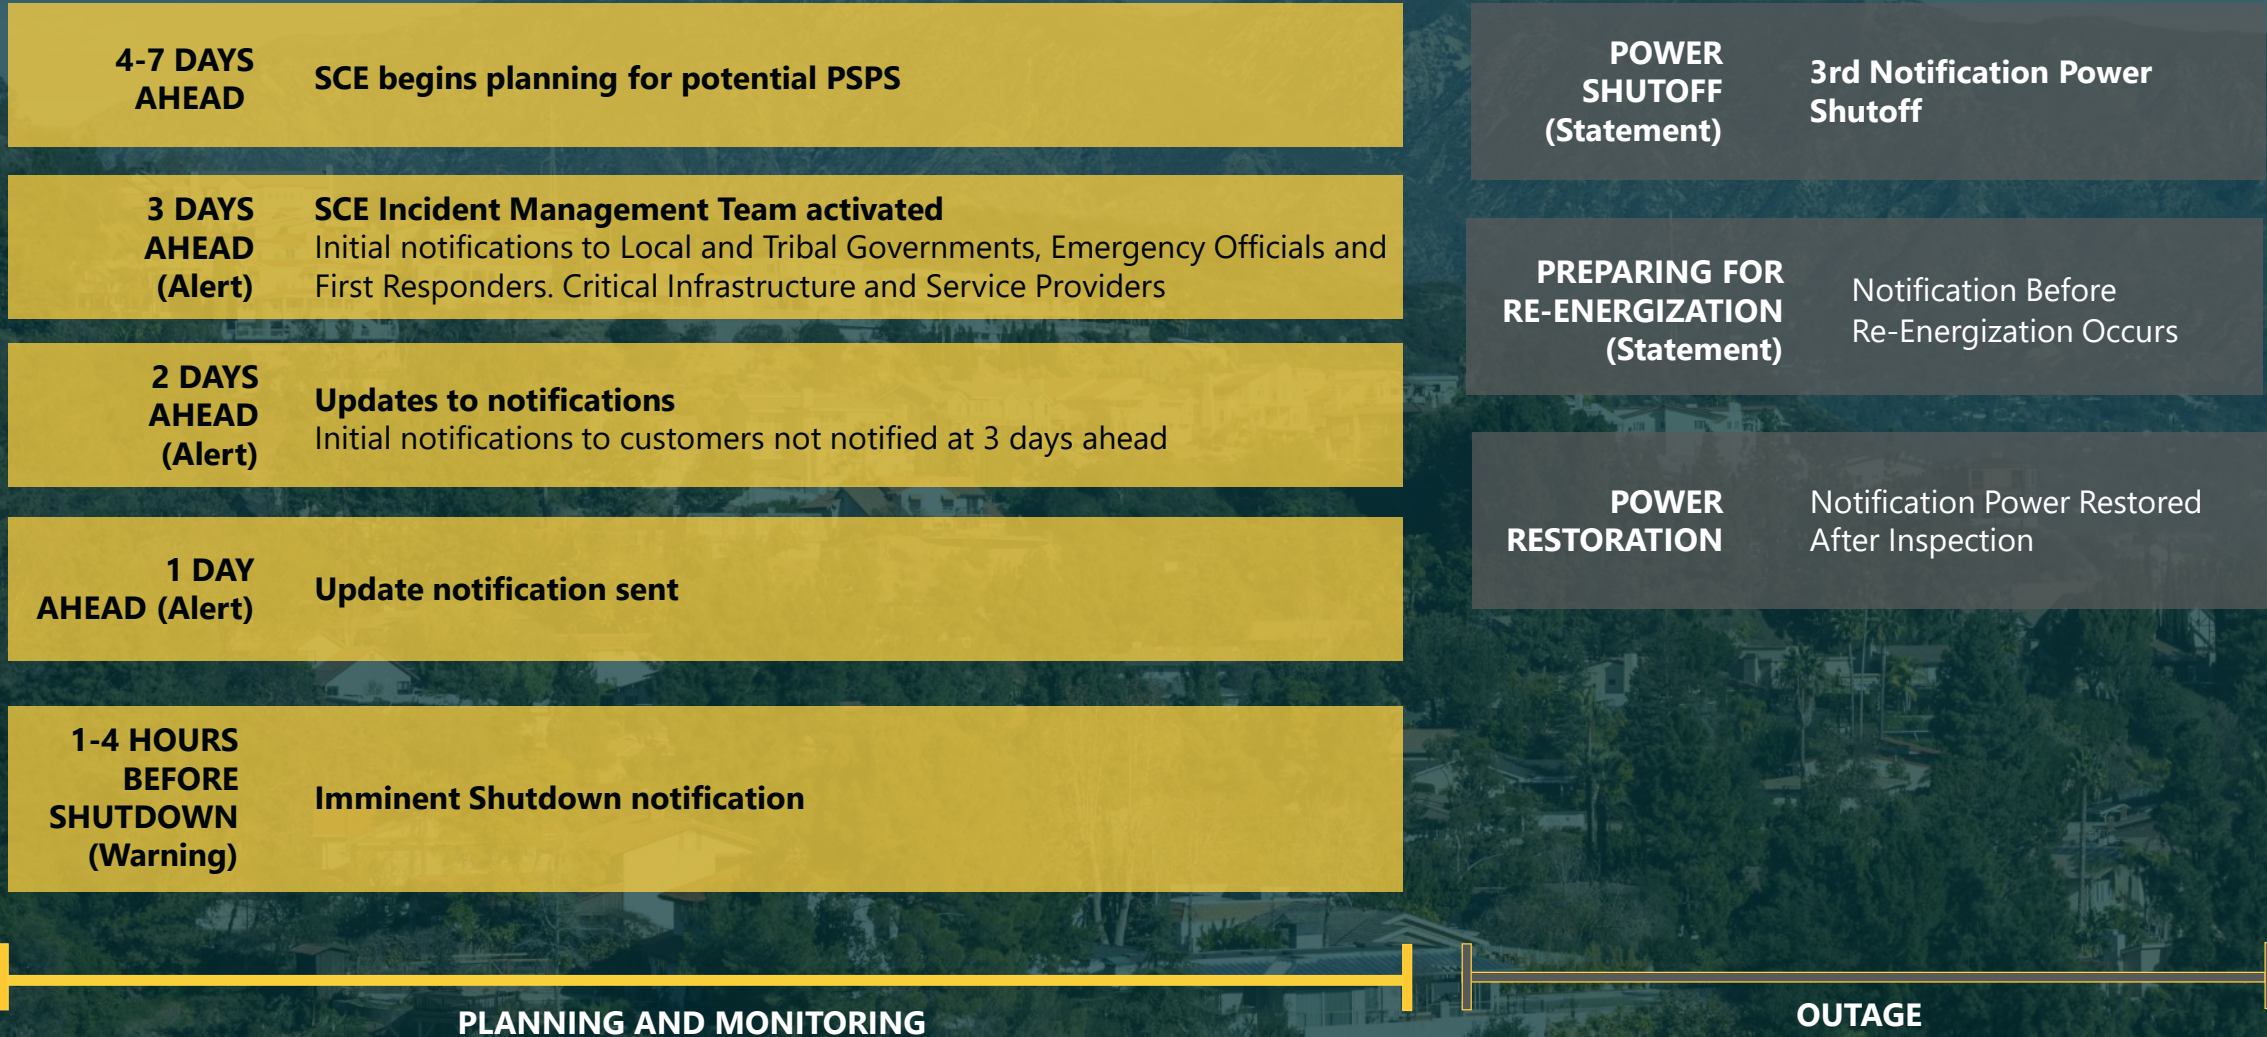 4-7 DAYS
AHEAD
SCE begins planning for potential PSPS
3 DAYS
AHEAD
(Alert)
SCE Incident Management Team activated
Initial notifications to Local and Tribal Governments, Emergency Officials and
First Responders. Critical Infrastructure and Service Providers
2 DAYS
AHEAD
(Alert)
Updates to notifications
Initial notifications to customers not notified at 3 days ahead
1 DAY
AHEAD (Alert)
Update notification sent
1-4 HOURS
BEFORE
SHUTDOWN
(Warning)
Imminent Shutdown notification
PLANNING AND MONITORING
POWER
SHUTOFF
(Statement)
3rd Notification Power
Shutoff
PREPARING FOR
RE-ENERGIZATION
(Statement)
Notification Before
Re-Energization Occurs
POWER
RESTORATION
Notification Power Restored
After Inspection
OUTAGE